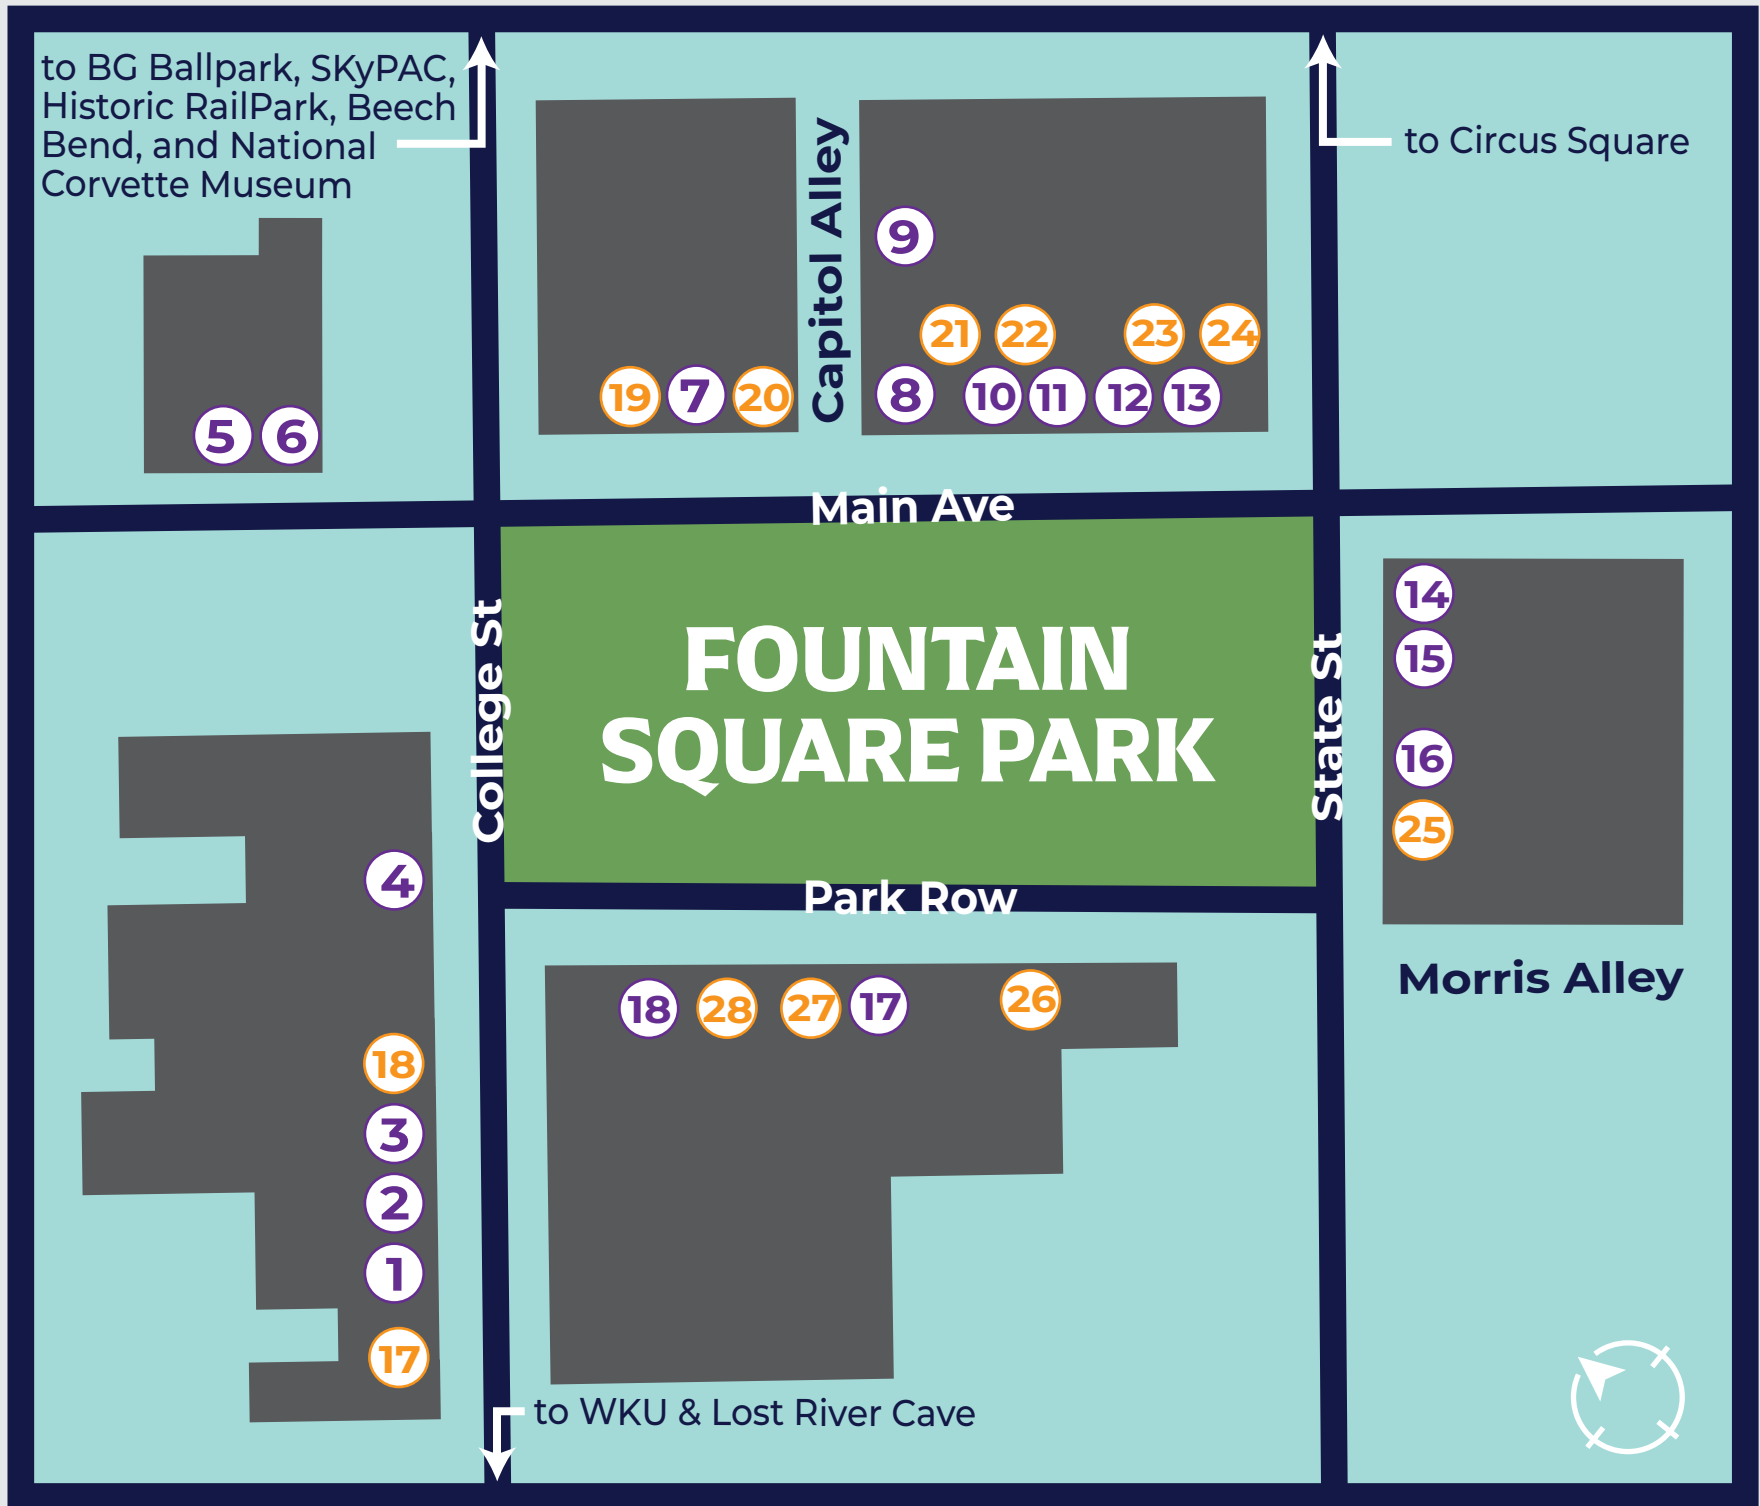 to BG Ballpark, SKyPAC,
Historic RailPark, Beech
Bend, and National
Corvette Museum
to Circus Square
Capitol Alley
9
21 22 23 24
19 7 20
8 10 11 12 13
5 6
Main Ave
College St
FOUNTAIN
SQUARE PARK
State St
14
15
16
25
4
Park Row
Morris Alley
18 28 27 17 26
18
3
2
1
17
to WKU & Lost River Cave